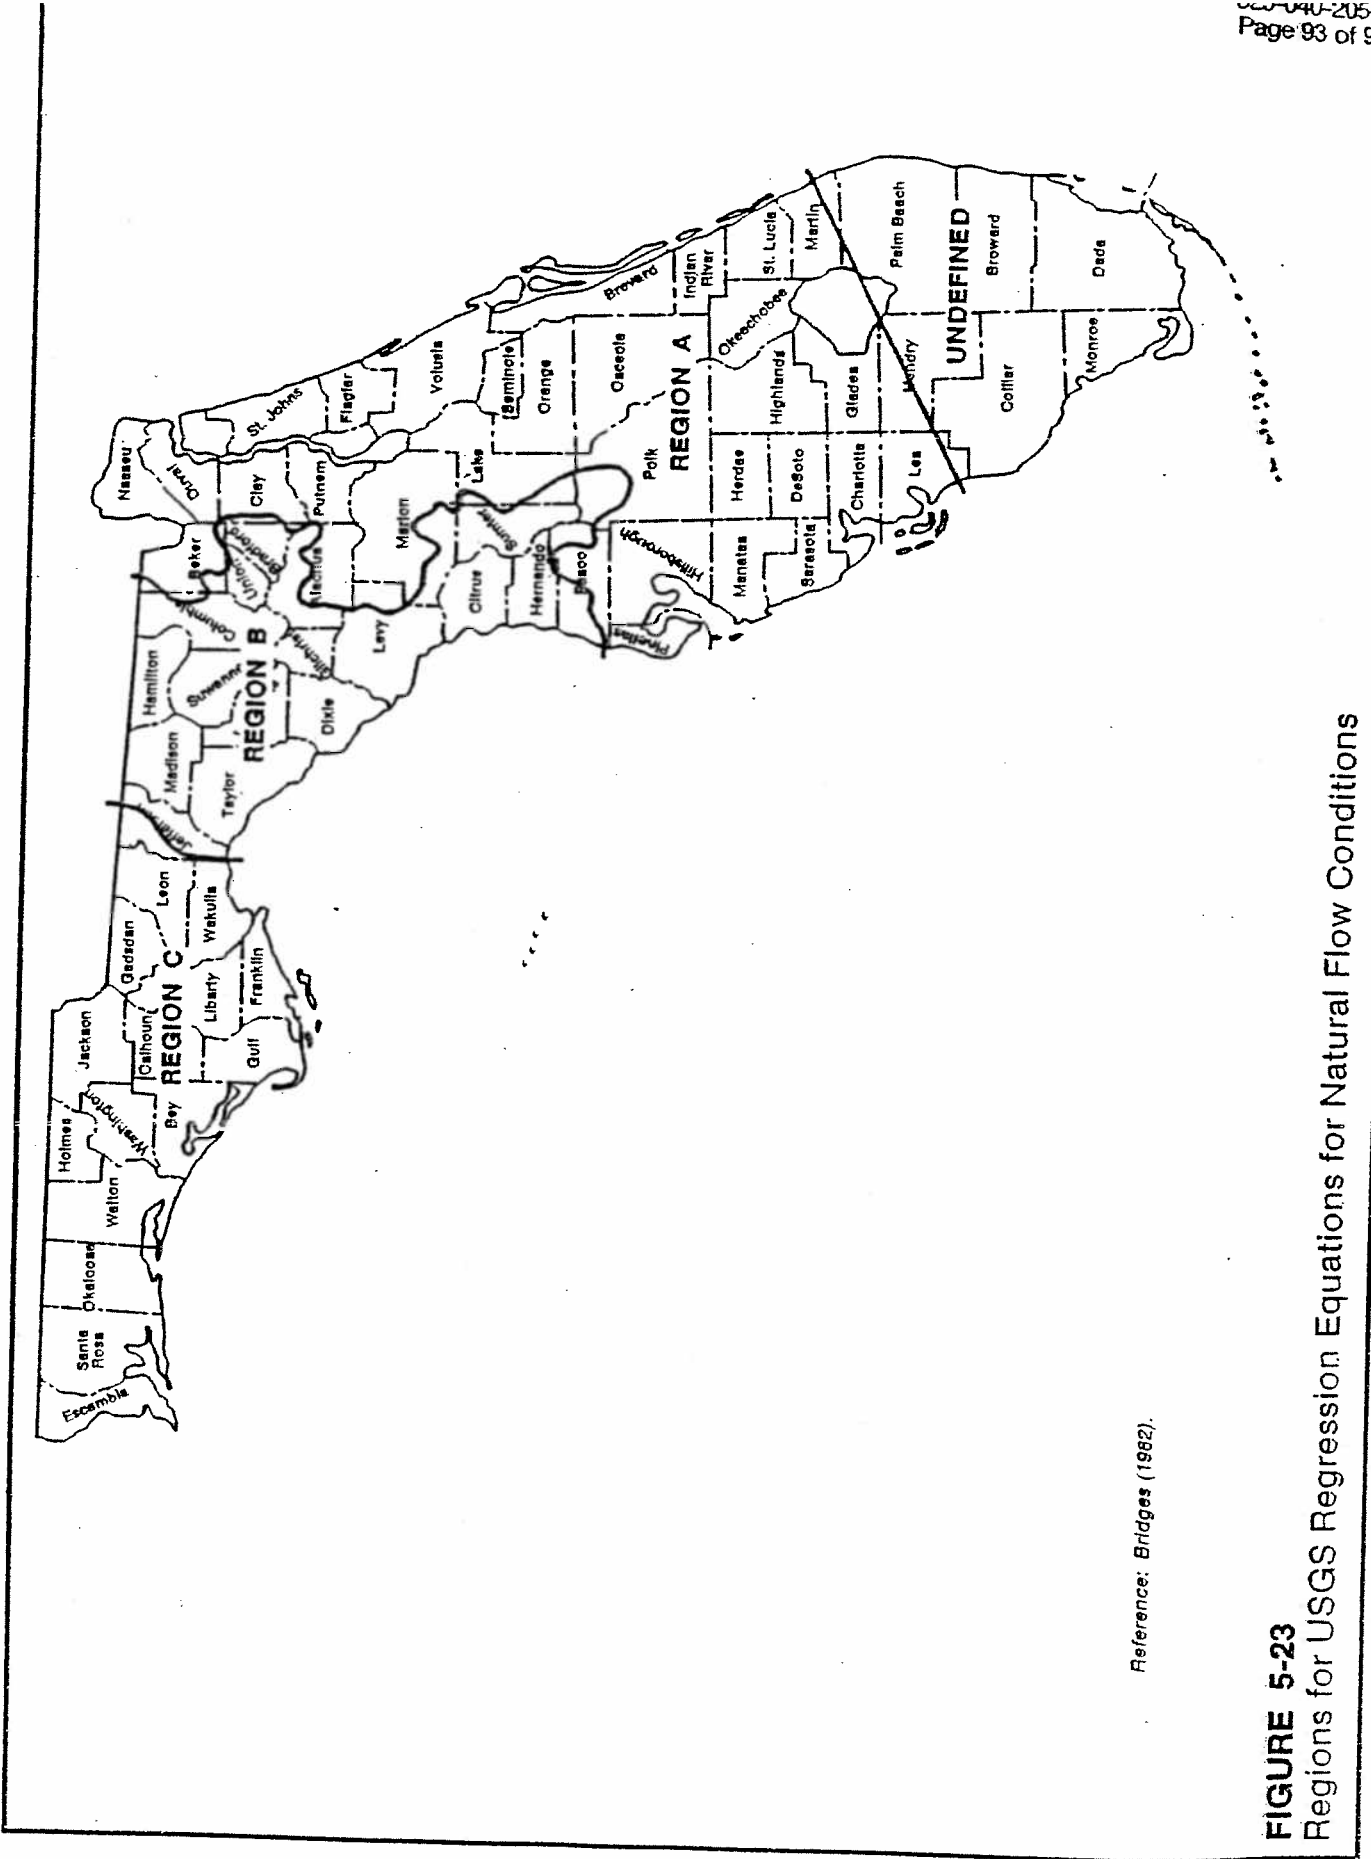 Page 93 of 9
Escambia
Santa
Rosa
Okaloosa
Walton
Holmes
Washington
Bay
Jackson
Calhoun
REGION C
Gulf
Gadsden
Liberty
Franklin
Leon
Wakulla
Jefferson
Madison
Taylor
Hamilton
Suwannee
REGION B
Dixie
Columbia
Gilchrist
Levy
Baker
Union
Bradford
Alachua
Nassau
Duval
Clay
Putnam
St. Johns
Flagler
Marion
Volusia
Citrus
Sumter
Lake
Hernando
Pasco
Seminole
Orange
Pinellas
Hillsborough
Polk
Osceola
Brevard
REGION A
Indian
River
Manatee
Hardee
Highlands
Okeechobee
St. Lucie
Sarasota
DeSoto
Martin
Charlotte
Glades
Lee
Hendry
Palm Beach
UNDEFINED
Collier
Broward
Monroe
Dade
Reference: Bridges (1982).
FIGURE 5-23
Regions for USGS Regression Equations for Natural Flow Conditions